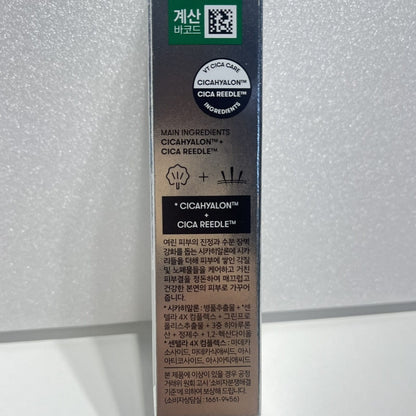 계산
바코드
VT CICA CARE
CICAHYALON™
CICA REEDLE™
INGREDIENTS
MAIN INGREDIENTS
CICAHYALON™ +
CICA REEDLE™
+
* CICAHYALON™
+
CICA REEDLE™
여린 피부의 진정과 수분 장벽
강화를 돕는 시카히알론에 시카
리들을 더해 피부에 쌓인 각질
및 노폐물들을 케어하고 거친
피부결을 정돈하여 매끄럽고
건강한 본연의 피부로 가꾸어
줍니다.
* 시카히알론 : 병풀추출물 + *센
텔라 4X 컴플렉스 + 그린프로
폴리스추출물 + 3중 히아루론
산 + 정제수 + 1,2-헥산다이올
* 센텔라 4X 컴플렉스 : 마데카
소사이드, 마데카식애씨드, 아시
아티코사이드, 아시아틱애씨드
본 제품에 이상이 있을 경우 공정
거래위 원회 고시 '소비자분쟁해결
기준'에 의하여 보상해 드립니다.
(소비자상담실 : 1661-9456)